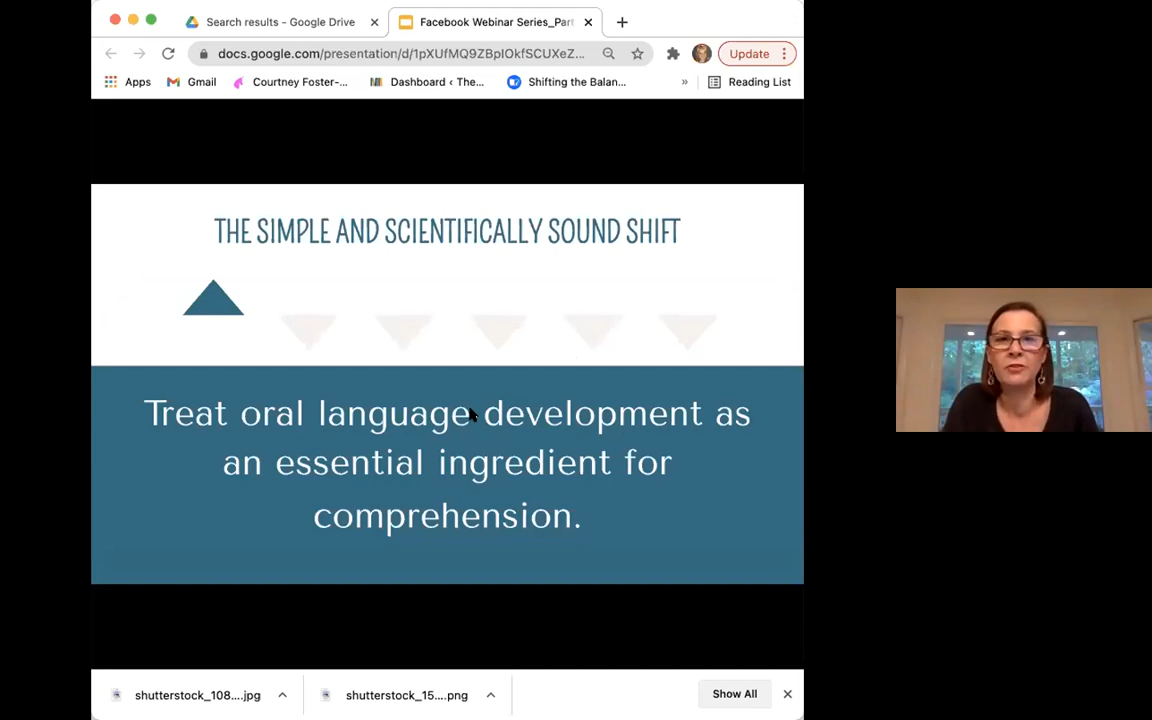 Search results - Google Drive
Facebook Webinar Series_Par
docs.google.com/presentation/d/1pXUfMQ9ZBpIOkfSCUXeZ...
Update
Apps
Gmail
Courtney Foster-...
Dashboard ‹ The...
Shifting the Balan...
»
Reading List
THE SIMPLE AND SCIENTIFICALLY SOUND SHIFT
Treat oral language development as
an essential ingredient for
comprehension.
shutterstock_108....jpg
shutterstock_15....png
Show All